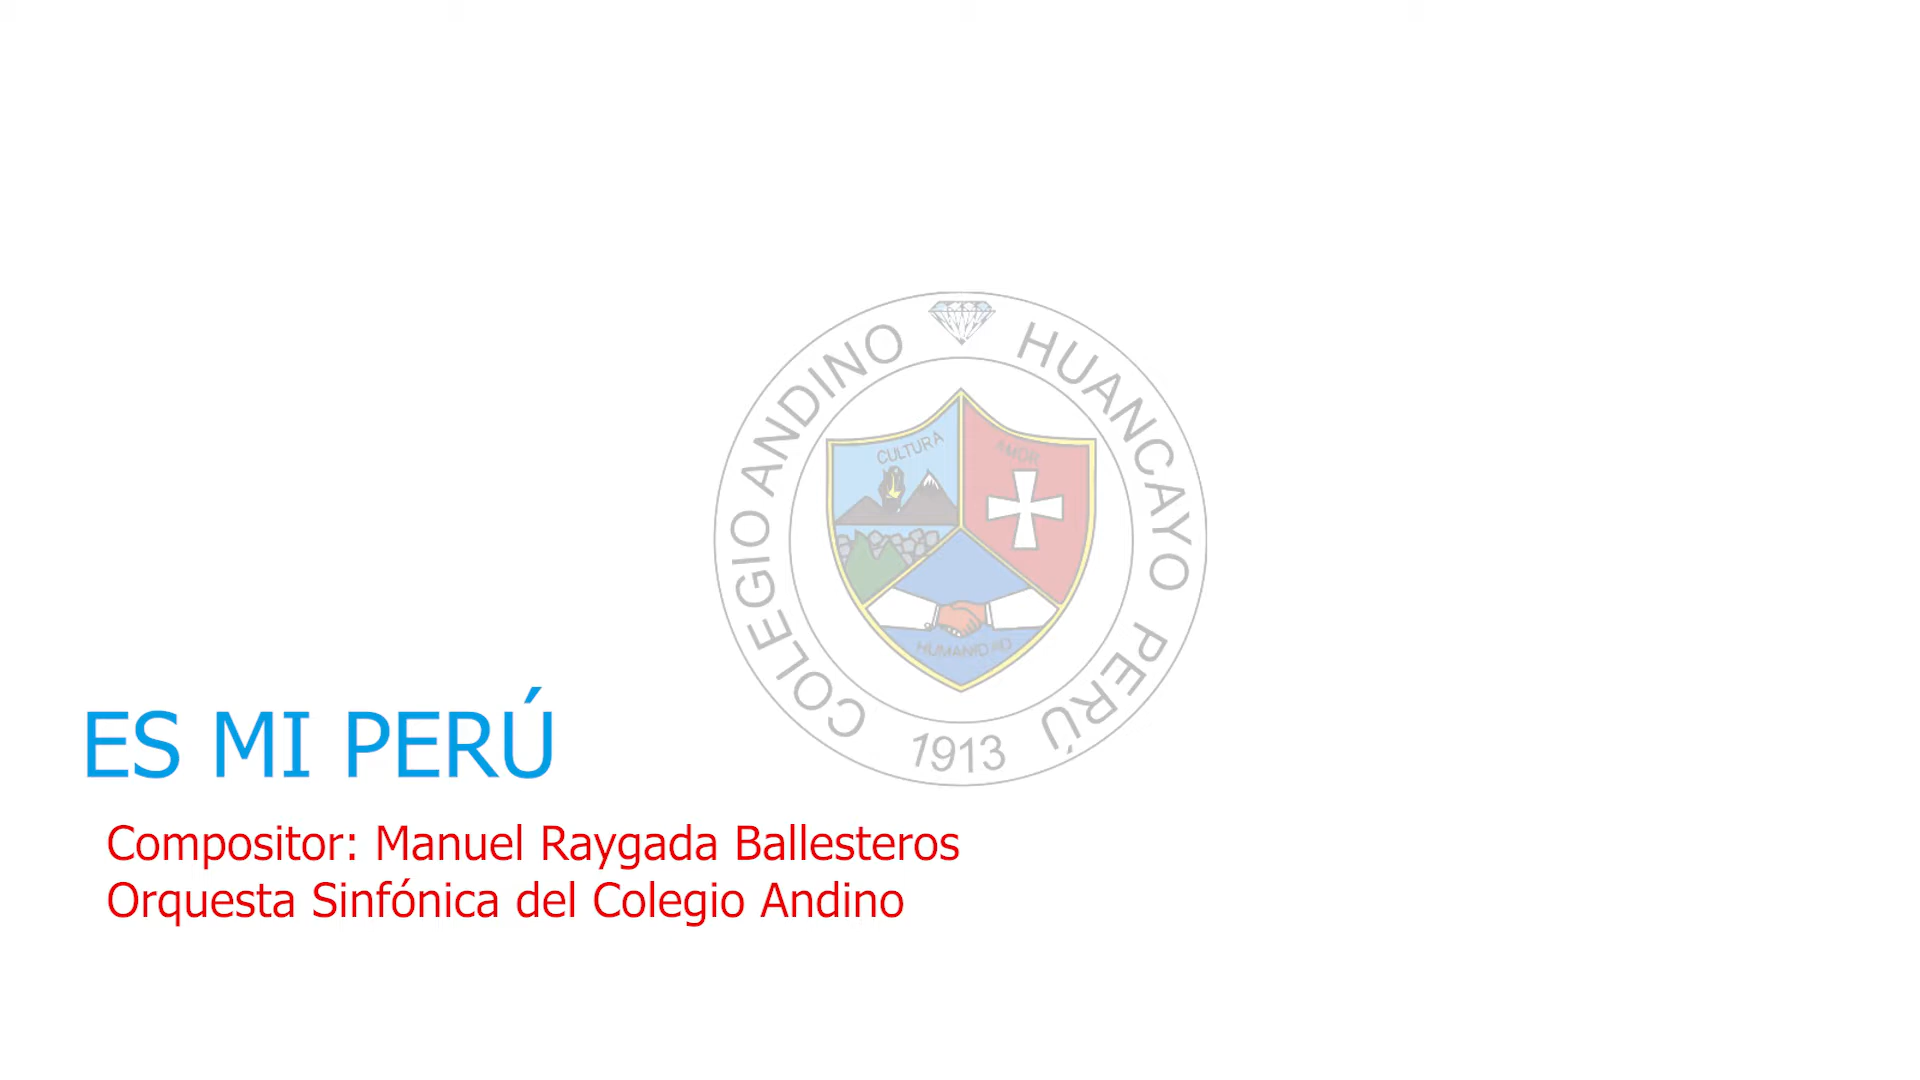 COLEGIO ANDINO HUANCAYO PERÚ
CULTURA
AMOR
HUMANIDAD
1913
ES MI PERÚ
Compositor: Manuel Raygada Ballesteros
Orquesta Sinfónica del Colegio Andino